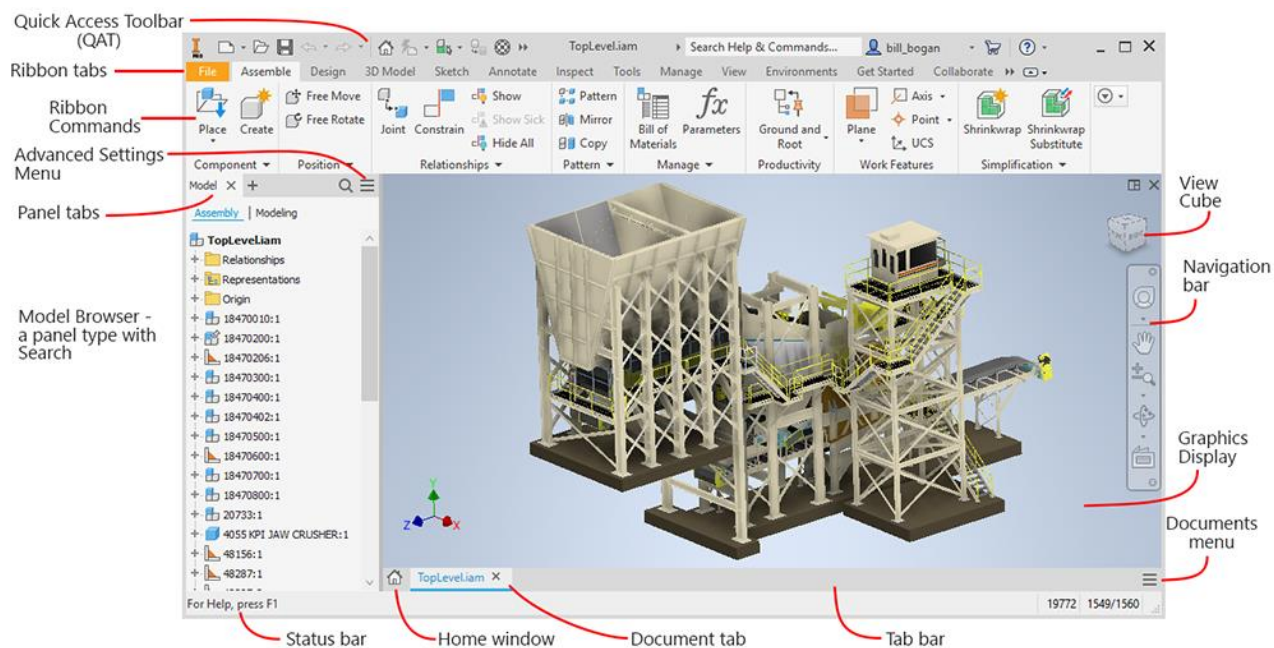 Quick Access Toolbar
(QAT)
TopLevel.iam
Search Help & Commands...
bill_bogan
Ribbon tabs
File Assemble Design 3D Model Sketch Annotate Inspect Tools Manage View Environments Get Started Collaborate
Ribbon
Commands
Place
Create
Free Move
Free Rotate
Joint
Constrain
Show
Show Sick
Hide All
Pattern
Mirror
Copy
Bill of
Materials
fx
Parameters
Ground and
Root
Plane
Axis
Point
UCS
Shrinkwrap
Shrinkwrap
Substitute
Component
Position
Relationships
Pattern
Manage
Productivity
Work Features
Simplification
Advanced Settings
Menu
Panel tabs
Model
Assembly | Modeling
TopLevel.iam
Relationships
Representations
Origin
18470010:1
18470200:1
18470206:1
18470300:1
18470400:1
18470402:1
18470500:1
18470600:1
18470700:1
18470800:1
20733:1
4055 KPI JAW CRUSHER:1
48156:1
48287:1
Model Browser -
a panel type with
Search
Y
Z
X
View
Cube
Navigation
bar
Graphics
Display
Documents
menu
TopLevel.iam
For Help, press F1
19772
1549/1560
Status bar
Home window
Document tab
Tab bar